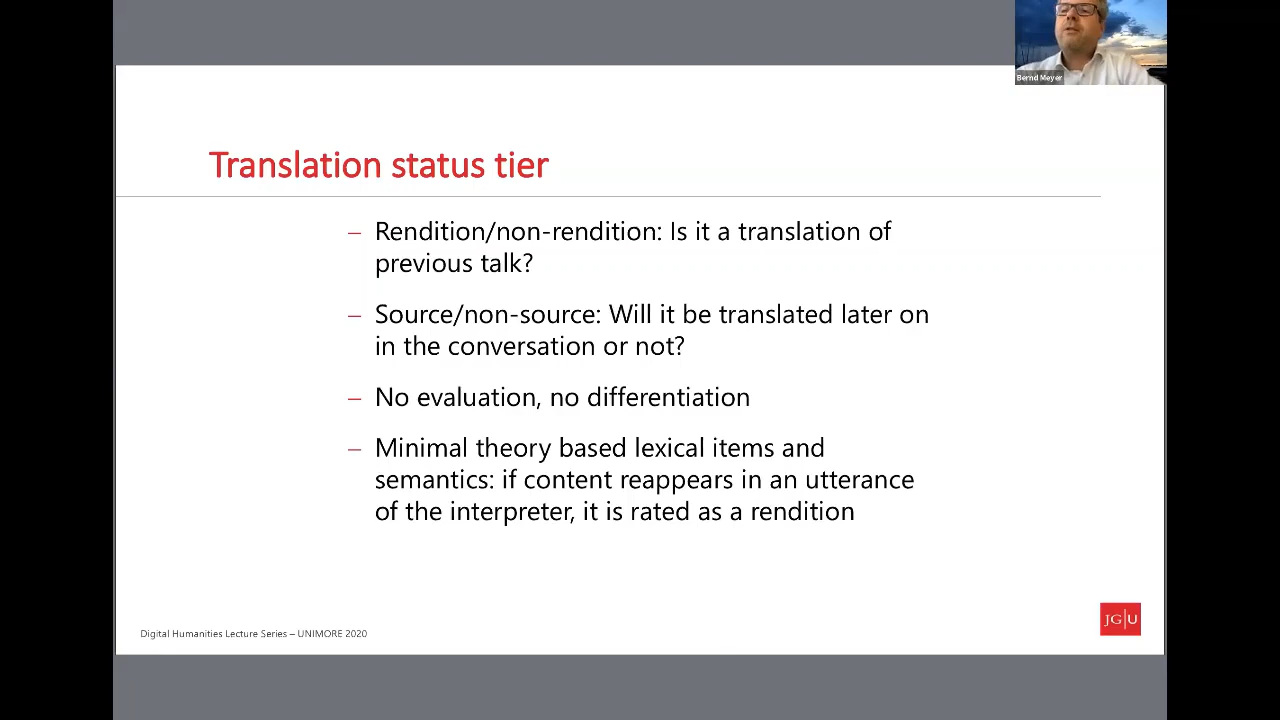 Bernd Meyer
Translation status tier
– Rendition/non-rendition: Is it a translation of
previous talk?
– Source/non-source: Will it be translated later on
in the conversation or not?
– No evaluation, no differentiation
– Minimal theory based lexical items and
semantics: if content reappears in an utterance
of the interpreter, it is rated as a rendition
Digital Humanities Lecture Series – UNIMORE 2020
JG|U